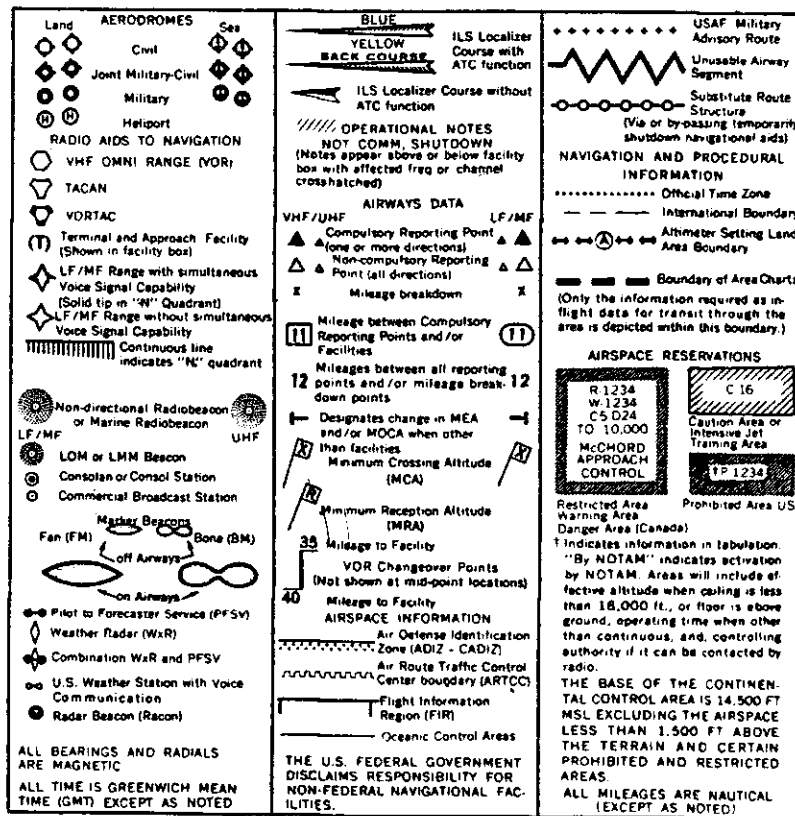 AERODROMES
Land
Sea
Civil
Joint Military-Civil
Military
H H Heliport
RADIO AIDS TO NAVIGATION
VHF OMNI RANGE (VOR)
TACAN
VORTAC
(T) Terminal and Approach Facility
(Shown in facility box)
LF/MF Range with simultaneous
Voice Signal Capability
(Solid tip in "N" Quadrant)
LF/MF Range without simultaneous
Voice Signal Capability
Continuous line
indicates "N" quadrant
Non-directional Radiobeacon
or Marine Radiobeacon
LF/MF
UHF
LOM or LMM Beacon
Consolan or Consol Station
Commercial Broadcast Station
Marker Beacons
Fan (FM)
Bone (BM)
off Airways
on Airways
Pilot to Forecaster Service (PFSV)
Weather Radar (WxR)
Combination WxR and PFSV
U.S. Weather Station with Voice
Communication
Radar Beacon (Racon)
ALL BEARINGS AND RADIALS
ARE MAGNETIC
ALL TIME IS GREENWICH MEAN
TIME (GMT) EXCEPT AS NOTED
BLUE
YELLOW
BACK COURSE
ILS Localizer
Course with
ATC function
ILS Localizer Course without
ATC function
OPERATIONAL NOTES
NOT COMM, SHUTDOWN
(Notes appear above or below facility
box with affected freq or channel
crosshatched)
AIRWAYS DATA
VHF/UHF
LF/MF
Compulsory Reporting Point
(one or more directions)
Non-compulsory Reporting
Point (all directions)
x Mileage breakdown x
11 Mileage between Compulsory 11
Reporting Points and/or
Facilities
Mileages between all reporting
12 points and/or mileage break- 12
down points
Designates change in MEA
and/or MOCA when other
than facilities
X Minimum Crossing Altitude X
(MCA)
R Minimum Reception Altitude
(MRA)
35 Mileage to Facility
VOR Changeover Points
(Not shown at mid-point locations)
40 Mileage to Facility
AIRSPACE INFORMATION
Air Defense Identification
Zone (ADIZ - CADIZ)
Air Route Traffic Control
Center boundary (ARTCC)
Flight Information
Region (FIR)
Oceanic Control Areas
THE U.S. FEDERAL GOVERNMENT
DISCLAIMS RESPONSIBILITY FOR
NON-FEDERAL NAVIGATIONAL FAC-
ILITIES.
USAF Military
Advisory Route
Unusable Airway
Segment
Substitute Route
Structure
(Via or by-passing temporarily
shutdown navigational aids)
NAVIGATION AND PROCEDURAL
INFORMATION
Official Time Zone
International Boundary
A Altimeter Setting Land
Area Boundary
Boundary of Area Charts
(Only the information required as in-
flight data for transit through the
area is depicted within this boundary.)
AIRSPACE RESERVATIONS
R-1234
W-1234
C5 D24
TO 10,000
McCHORD
APPROACH
CONTROL
C 16
Caution Area or
Intensive Jet
Training Area
†P 1234
Restricted Area
Warning Area
Danger Area (Canada)
Prohibited Area US
† Indicates information in tabulation.
"By NOTAM" indicates activation
by NOTAM. Areas will include ef-
fective altitude when ceiling is less
than 18,000 ft., or floor is above
ground, operating time when other
than continuous, and, controlling
authority if it can be contacted by
radio.
THE BASE OF THE CONTINEN-
TAL CONTROL AREA IS 14,500 FT
MSL EXCLUDING THE AIRSPACE
LESS THAN 1,500 FT ABOVE
THE TERRAIN AND CERTAIN
PROHIBITED AND RESTRICTED
AREAS.
ALL MILEAGES ARE NAUTICAL
(EXCEPT AS NOTED)